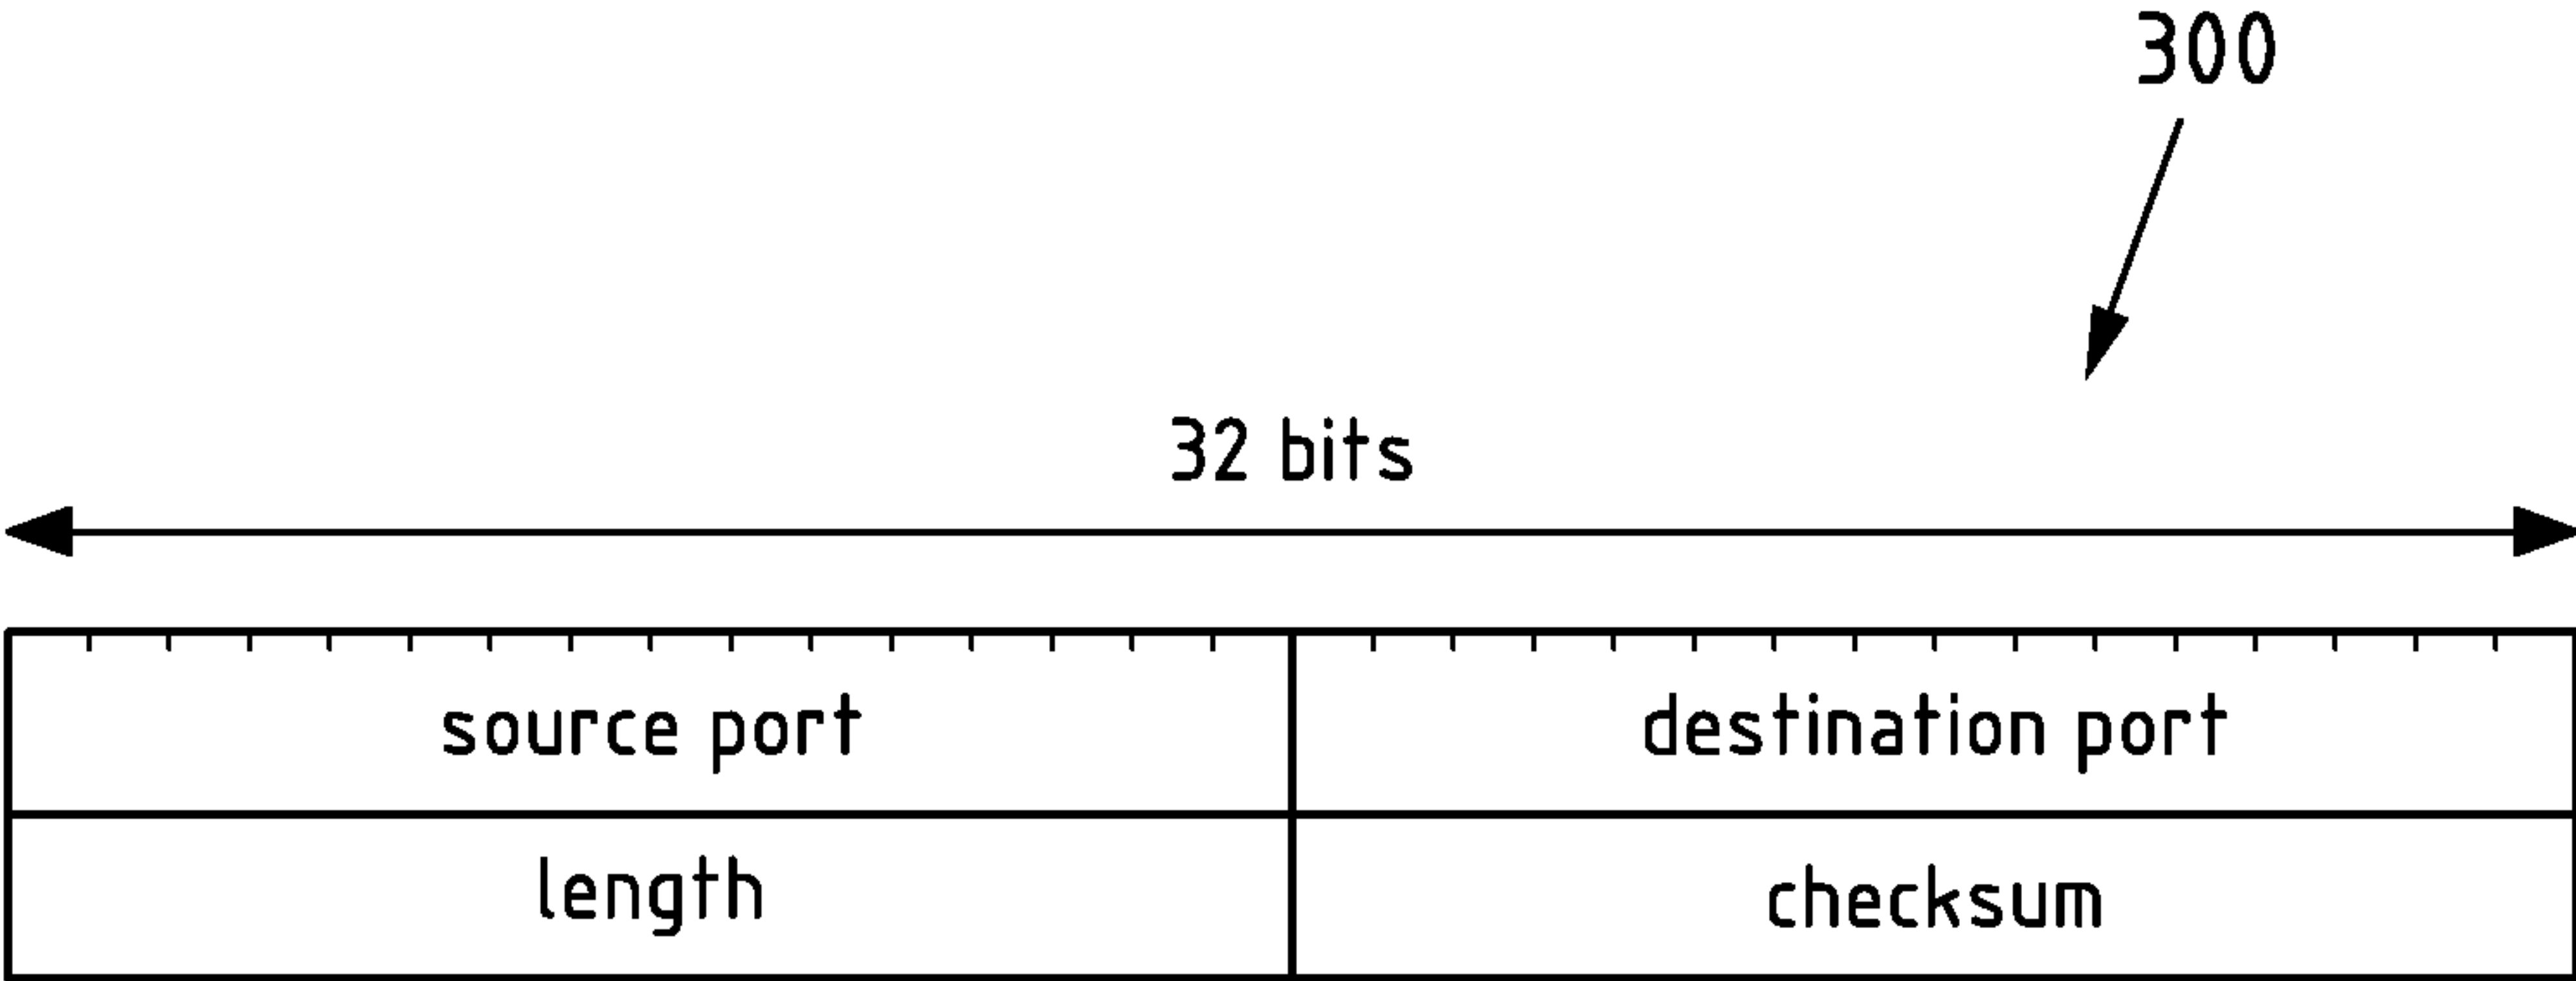 300
32 bits
source port destination port
length checksum